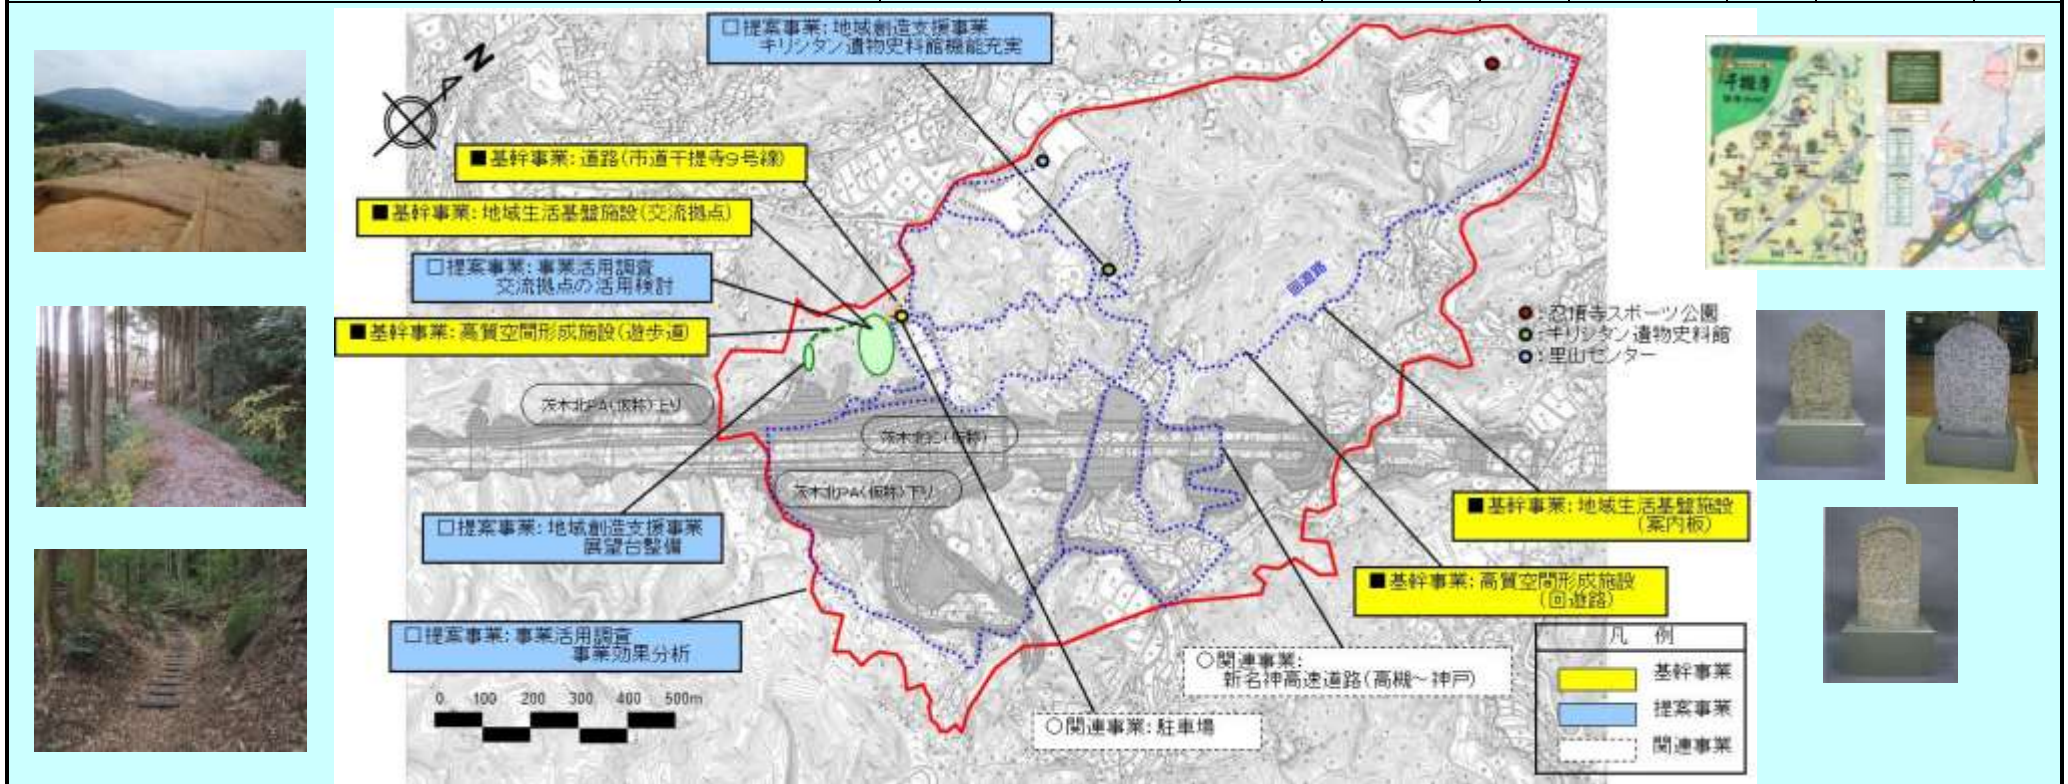 □提案事業：地域創造支援事業
キリシタン遺物史料館機能充実
N
■基幹事業：道路（市道千提寺9号線）
■基幹事業：地域生活基盤施設（交流拠点）
□提案事業：事業活用調査
交流拠点の活用検討
■基幹事業：高質空間形成施設（遊歩道）
回遊路
：忍頂寺スポーツ公園
：キリシタン遺物史料館
：里山センター
茨木北PA（仮称）上り
茨木北IC（仮称）
茨木北PA（仮称）下り
■基幹事業：地域生活基盤施設
（案内板）
□提案事業：地域創造支援事業
展望台整備
■基幹事業：高質空間形成施設
（回遊路）
□提案事業：事業活用調査
事業効果分析
○関連事業：
新名神高速道路（高槻～神戸）
○関連事業：駐車場
0 100 200 300 400 500m
凡 例
基幹事業
提案事業
関連事業
千提寺